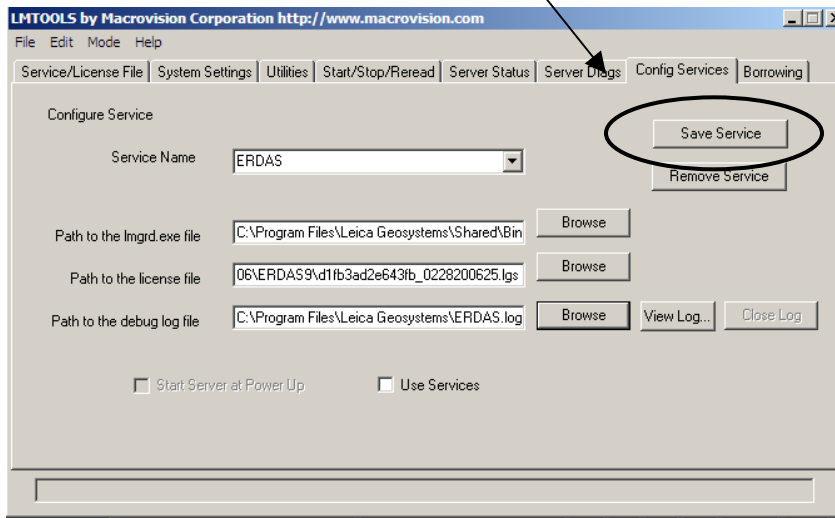 LMTOOLS by Macrovision Corporation http://www.macrovision.com
File Edit Mode Help
Service/License File System Settings Utilities Start/Stop/Reread Server Status Server Diags Config Services Borrowing
Configure Service
Save Service
Service Name ERDAS
Remove Service
Path to the lmgrd.exe file C:\Program Files\Leica Geosystems\Shared\Bin Browse
Path to the license file 06\ERDAS9\d1fb3ad2e643fb_0228200625.lgs Browse
Path to the debug log file C:\Program Files\Leica Geosystems\ERDAS.log Browse View Log... Close Log
Start Server at Power Up Use Services